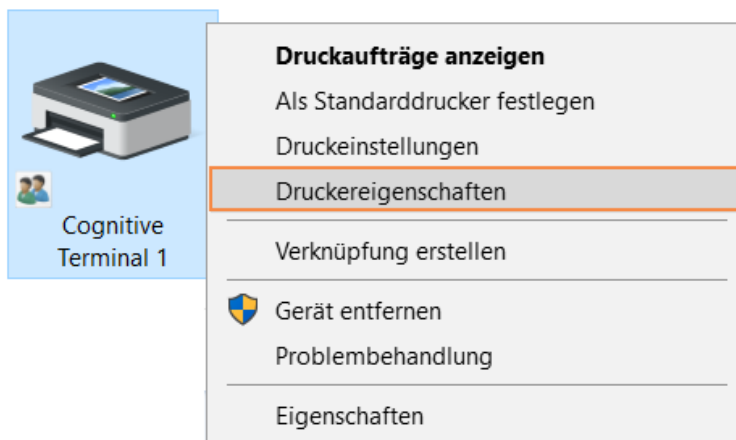 Cognitive
Terminal 1
Druckaufträge anzeigen
Als Standarddrucker festlegen
Druckeinstellungen
Druckereigenschaften
Verknüpfung erstellen
Gerät entfernen
Problembehandlung
Eigenschaften